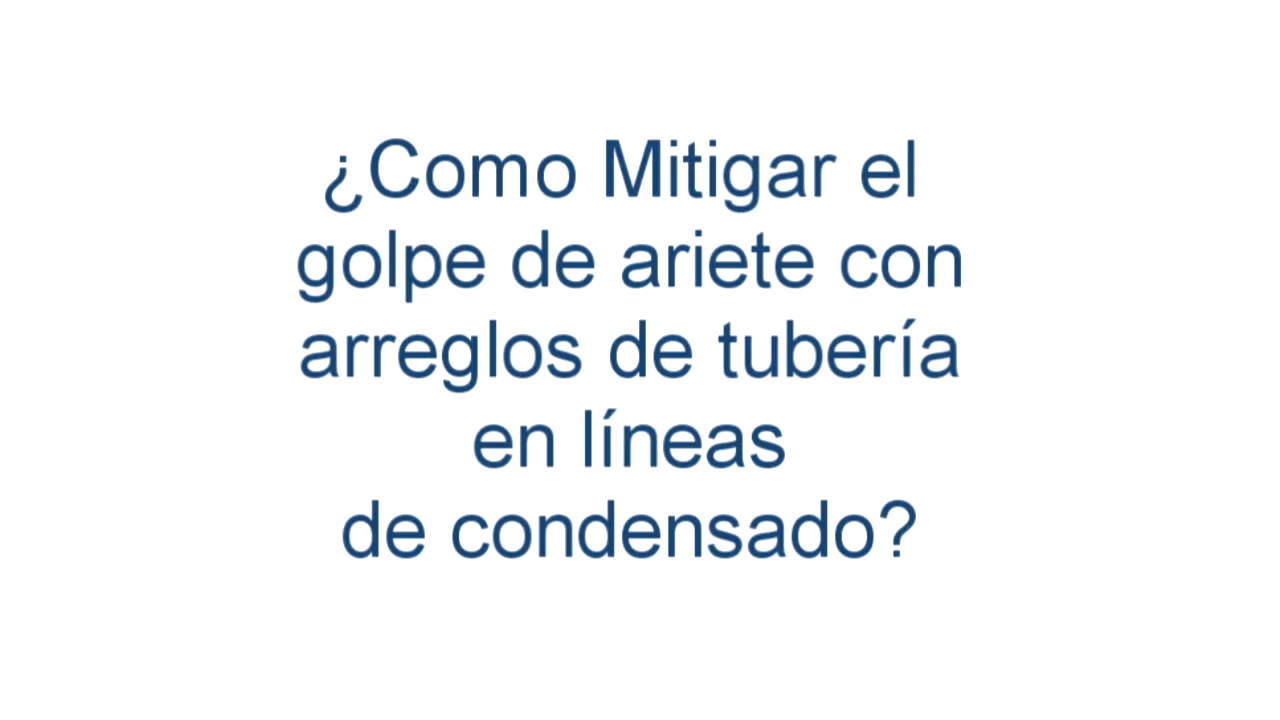 ¿Como Mitigar el
golpe de ariete con
arreglos de tubería
en líneas
de condensado?